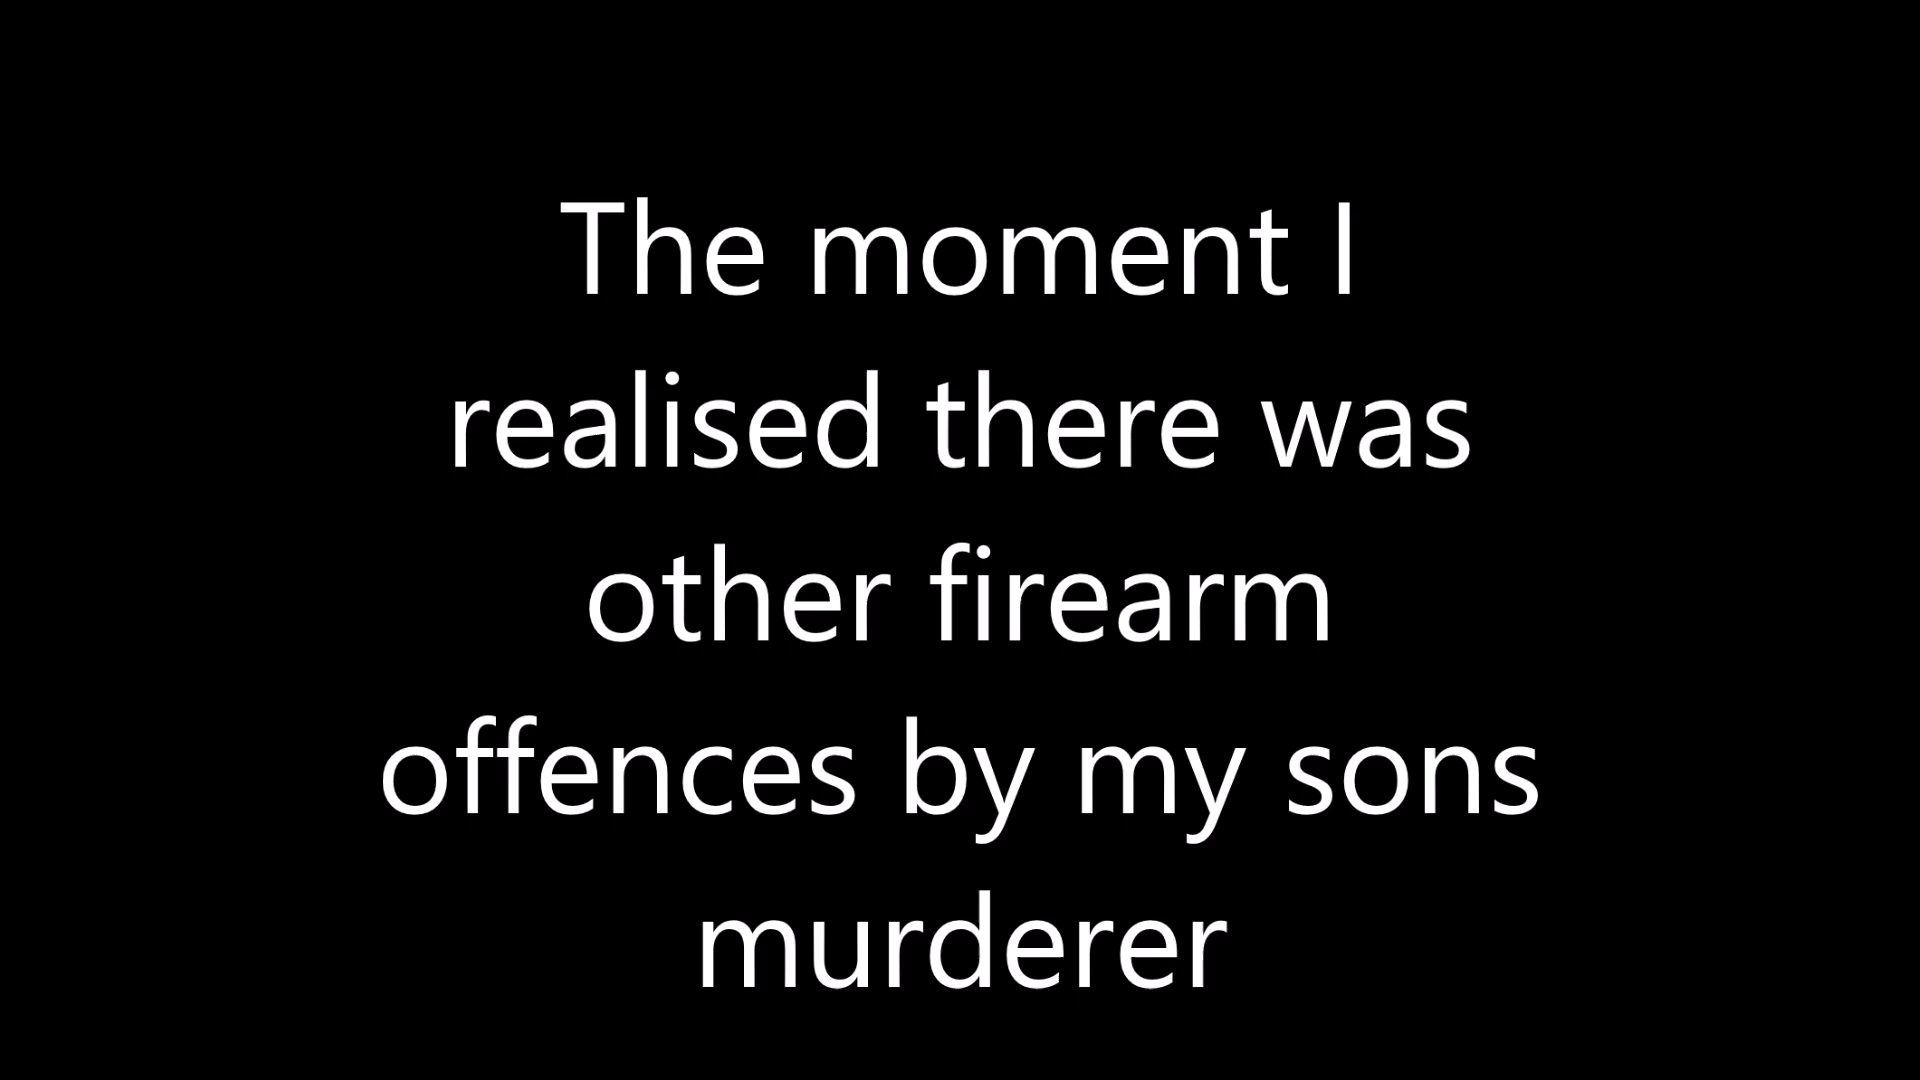 The moment I
realised there was
other firearm
offences by my sons
murderer